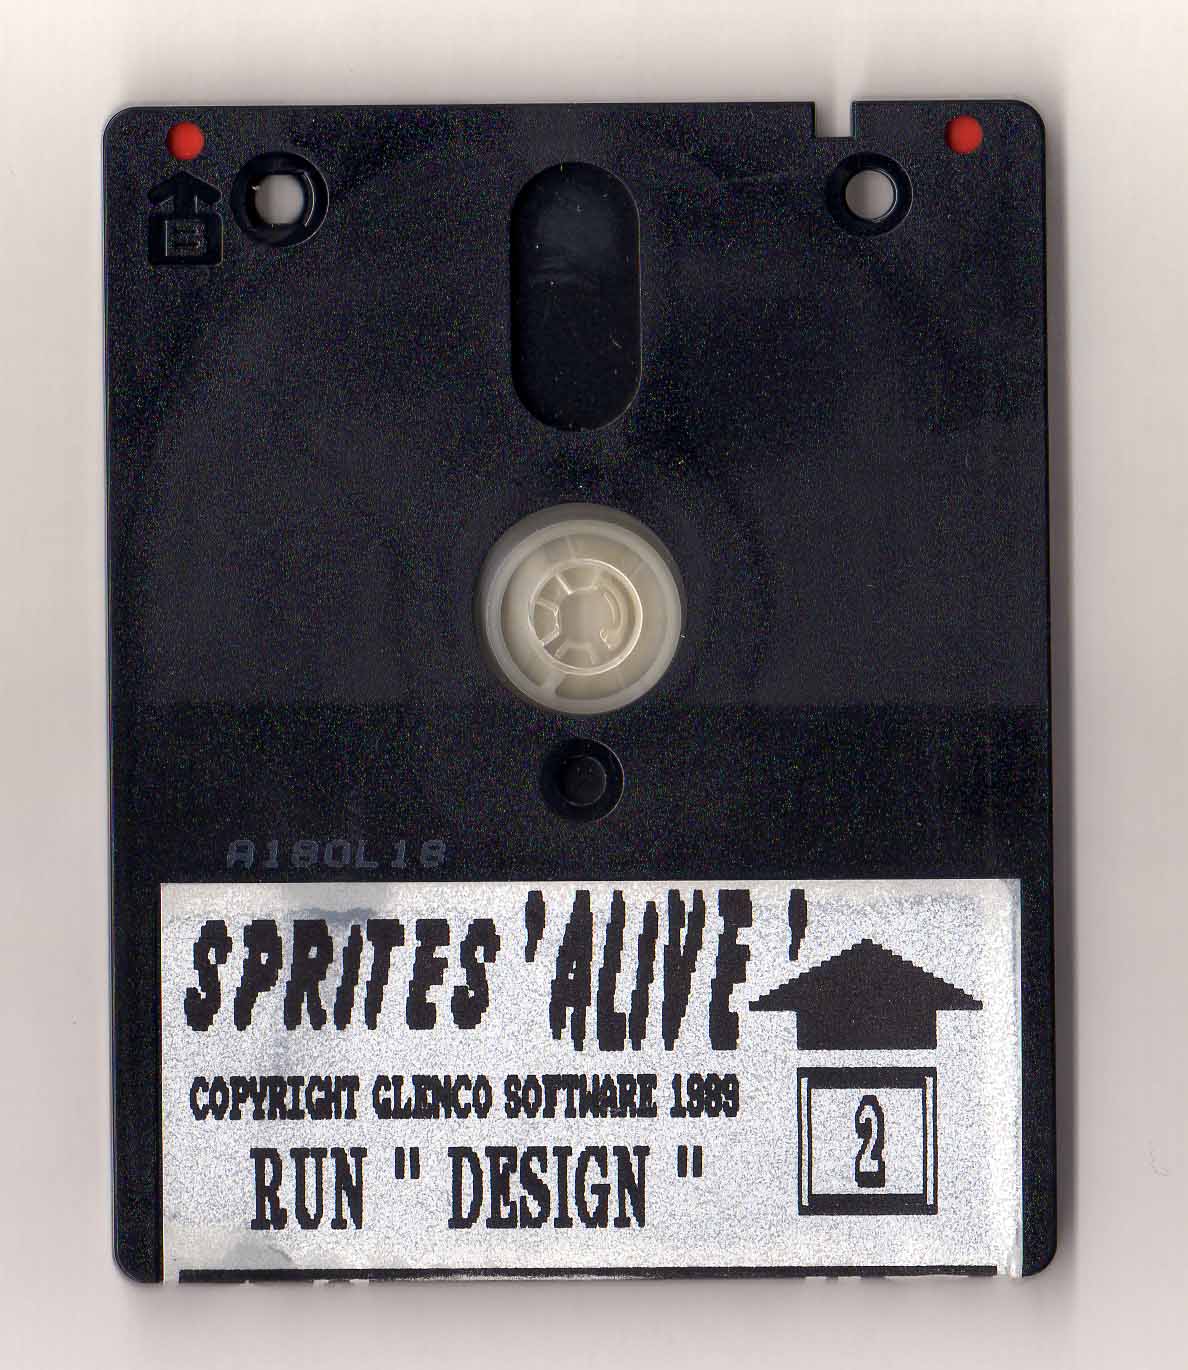 B
A180L18
SPRITES 'ALIVE'
COPYRIGHT GLENCO SOFTWARE 1989
RUN " DESIGN "
2